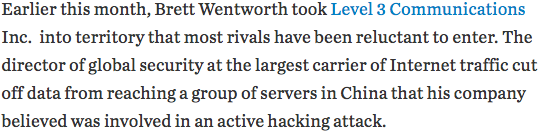 Earlier this month, Brett Wentworth took Level 3 Communications
Inc.  into territory that most rivals have been reluctant to enter. The
director of global security at the largest carrier of Internet traffic cut
off data from reaching a group of servers in China that his company
believed was involved in an active hacking attack.